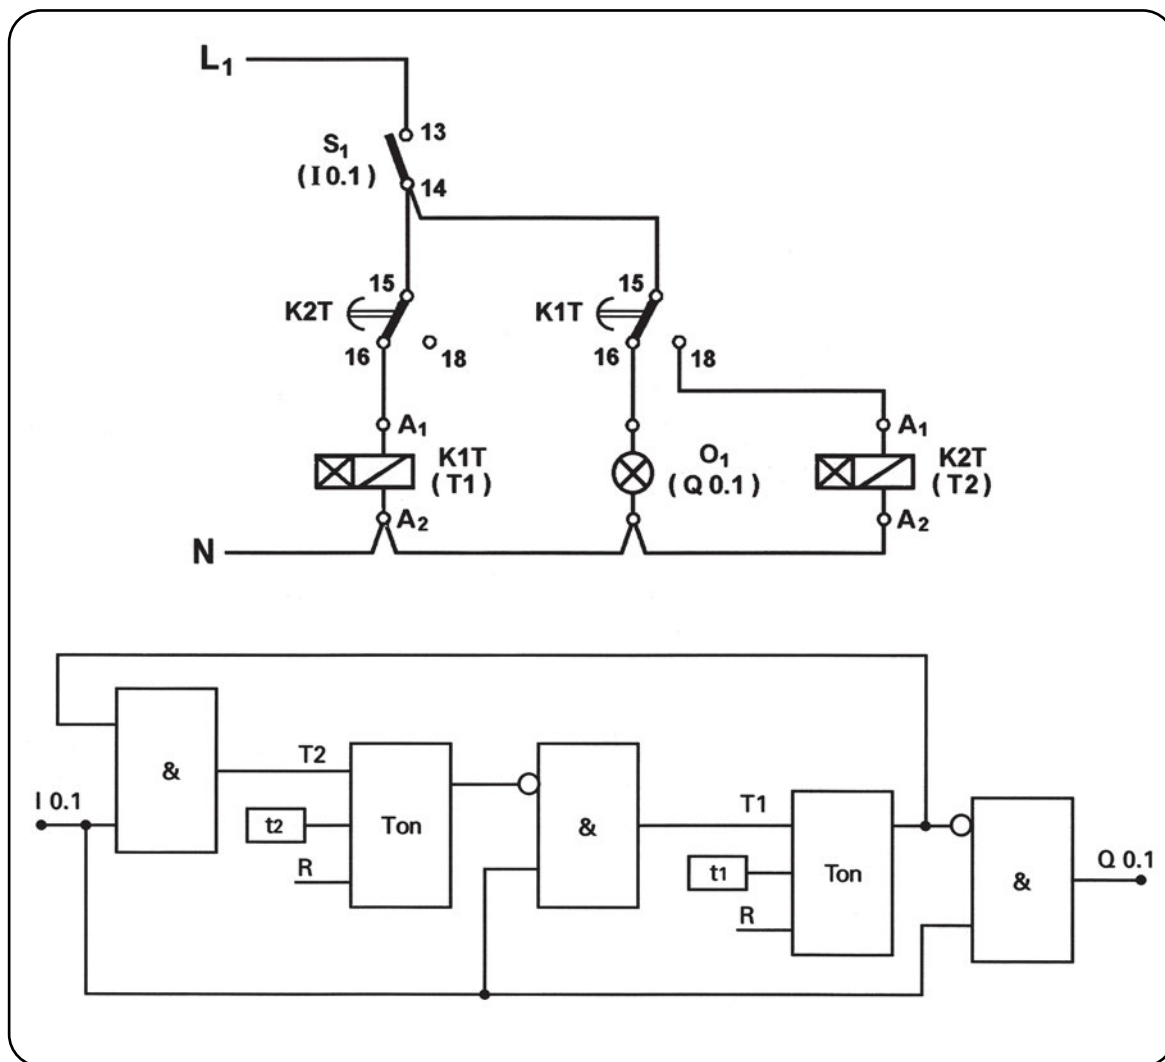 L1
13
S1
(I 0.1)
14
15
K2T
16
18
15
K1T
16
18
A1
K1T
(T1)
A2
O1
(Q 0.1)
A1
K2T
(T2)
A2
N
&
I 0.1
T2
t2
R
Ton
&
T1
t1
R
Ton
&
Q 0.1